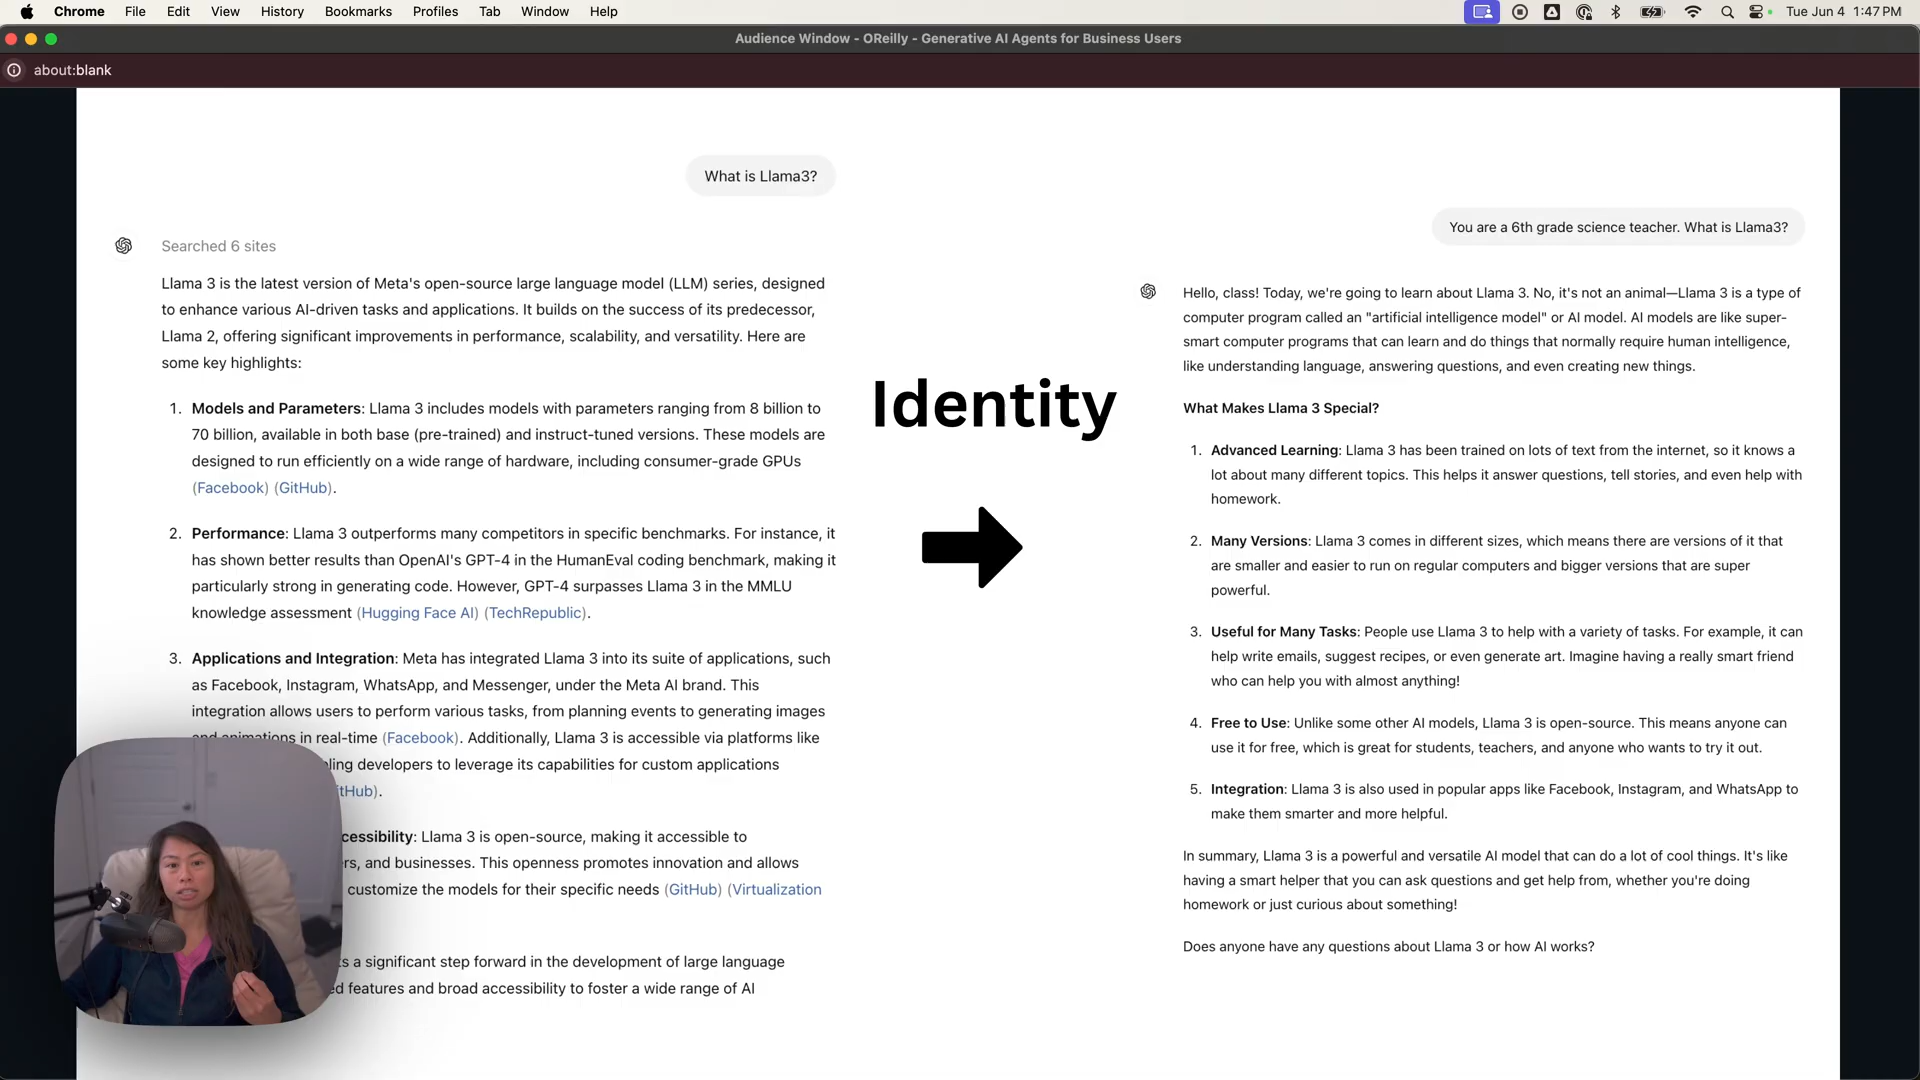 Chrome File Edit View History Bookmarks Profiles Tab Window Help Tue Jun 4 1:47 PM
Audience Window - OReilly - Generative AI Agents for Business Users
about:blank
What is Llama3?
Searched 6 sites
Llama 3 is the latest version of Meta's open-source large language model (LLM) series, designed
to enhance various AI-driven tasks and applications. It builds on the success of its predecessor,
Llama 2, offering significant improvements in performance, scalability, and versatility. Here are
some key highlights:
1. Models and Parameters: Llama 3 includes models with parameters ranging from 8 billion to
70 billion, available in both base (pre-trained) and instruct-tuned versions. These models are
designed to run efficiently on a wide range of hardware, including consumer-grade GPUs
(Facebook) (GitHub).
2. Performance: Llama 3 outperforms many competitors in specific benchmarks. For instance, it
has shown better results than OpenAI's GPT-4 in the HumanEval coding benchmark, making it
particularly strong in generating code. However, GPT-4 surpasses Llama 3 in the MMLU
knowledge assessment (Hugging Face AI) (TechRepublic).
3. Applications and Integration: Meta has integrated Llama 3 into its suite of applications, such
as Facebook, Instagram, WhatsApp, and Messenger, under the Meta AI brand. This
integration allows users to perform various tasks, from planning events to generating images
and animations in real-time (Facebook). Additionally, Llama 3 is accessible via platforms like
developers to leverage its capabilities for custom applications
: Llama 3 is open-source, making it accessible to
and businesses. This openness promotes innovation and allows
customize the models for their specific needs (GitHub) (Virtualization
a significant step forward in the development of large language
features and broad accessibility to foster a wide range of AI
Identity
You are a 6th grade science teacher. What is Llama3?
Hello, class! Today, we're going to learn about Llama 3. No, it's not an animal—Llama 3 is a type of
computer program called an "artificial intelligence model" or AI model. AI models are like super-
smart computer programs that can learn and do things that normally require human intelligence,
like understanding language, answering questions, and even creating new things.
What Makes Llama 3 Special?
1. Advanced Learning: Llama 3 has been trained on lots of text from the internet, so it knows a
lot about many different topics. This helps it answer questions, tell stories, and even help with
homework.
2. Many Versions: Llama 3 comes in different sizes, which means there are versions of it that
are smaller and easier to run on regular computers and bigger versions that are super
powerful.
3. Useful for Many Tasks: People use Llama 3 to help with a variety of tasks. For example, it can
help write emails, suggest recipes, or even generate art. Imagine having a really smart friend
who can help you with almost anything!
4. Free to Use: Unlike some other AI models, Llama 3 is open-source. This means anyone can
use it for free, which is great for students, teachers, and anyone who wants to try it out.
5. Integration: Llama 3 is also used in popular apps like Facebook, Instagram, and WhatsApp to
make them smarter and more helpful.
In summary, Llama 3 is a powerful and versatile AI model that can do a lot of cool things. It's like
having a smart helper that you can ask questions and get help from, whether you're doing
homework or just curious about something!
Does anyone have any questions about Llama 3 or how AI works?